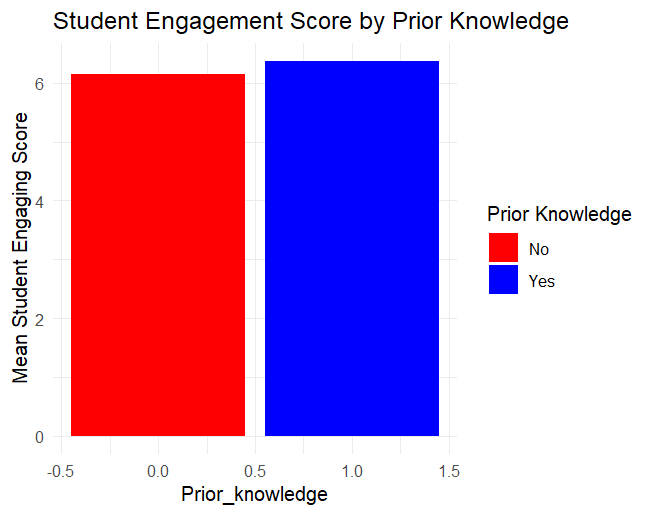 Student Engagement Score by Prior Knowledge
Mean Student Engaging Score
6
4
2
0
-0.5 0.0 0.5 1.0 1.5
Prior_knowledge
Prior Knowledge
No
Yes